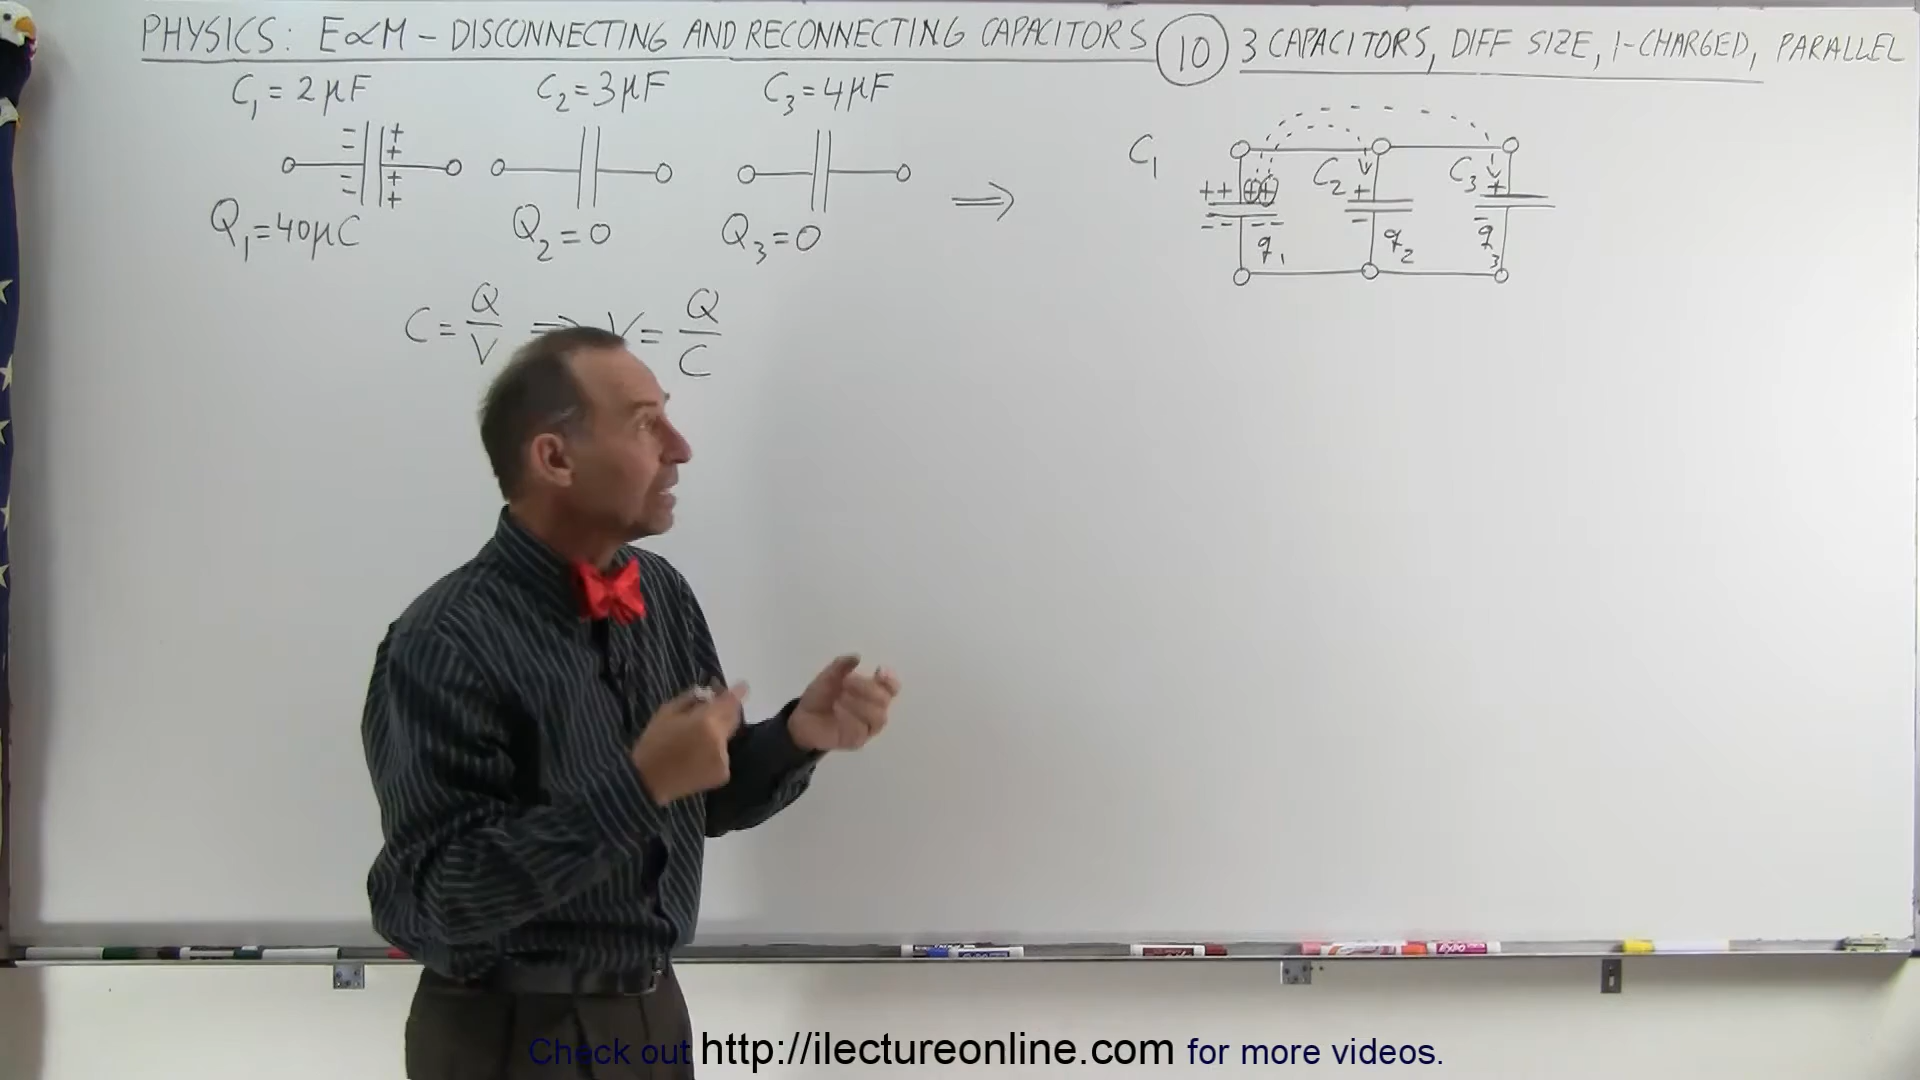 PHYSICS: E∝M – DISCONNECTING AND RECONNECTING CAPACITORS (10) 3 CAPACITORS, DIFF SIZE, 1-CHARGED, PARALLEL
C₁ = 2μF C₂ = 3μF C₃ = 4μF
Q₁ = 40μC Q₂ = 0 Q₃ = 0 ⇒
C₁ C₂ C₃
q₁ q₂ q₃
C = Q/V ⇒ V = Q/C
EXPO
Check out http://ilectureonline.com for more videos.